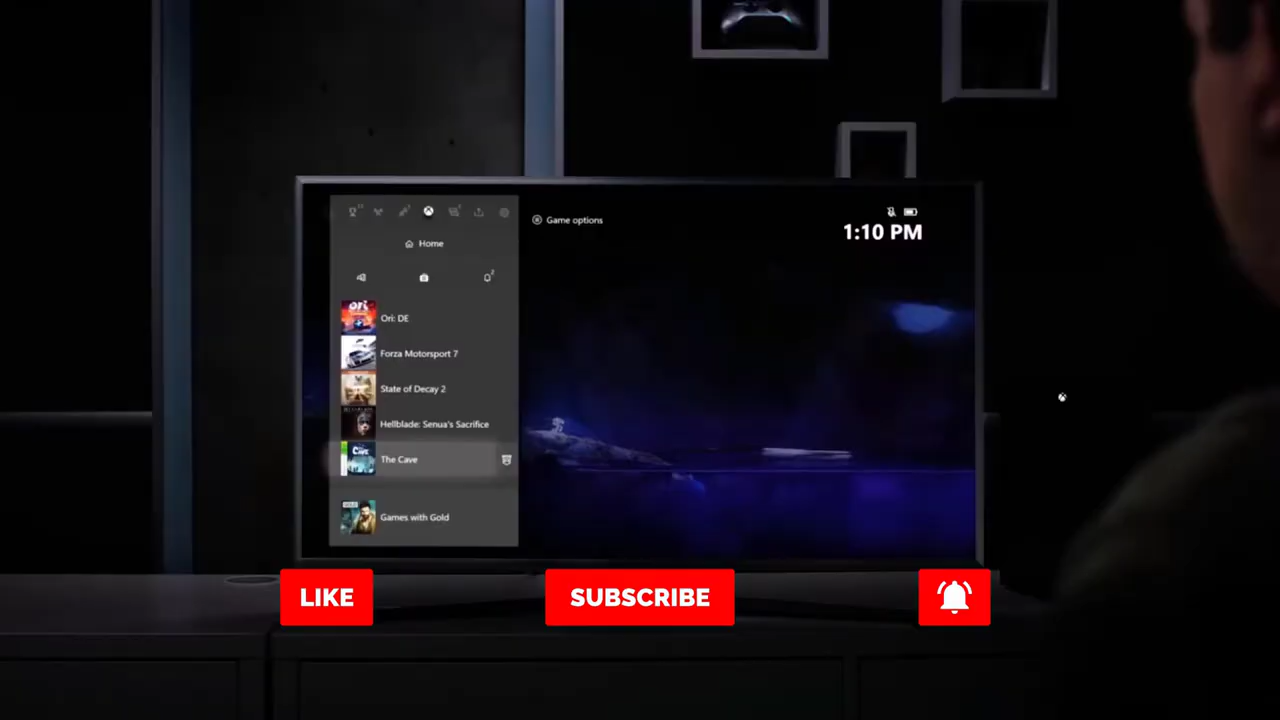 Game options
1:10 PM
Home
2
Ori: DE
Forza Motorsport 7
State of Decay 2
Hellblade: Senua's Sacrifice
The Cave
Games with Gold
LIKE
SUBSCRIBE